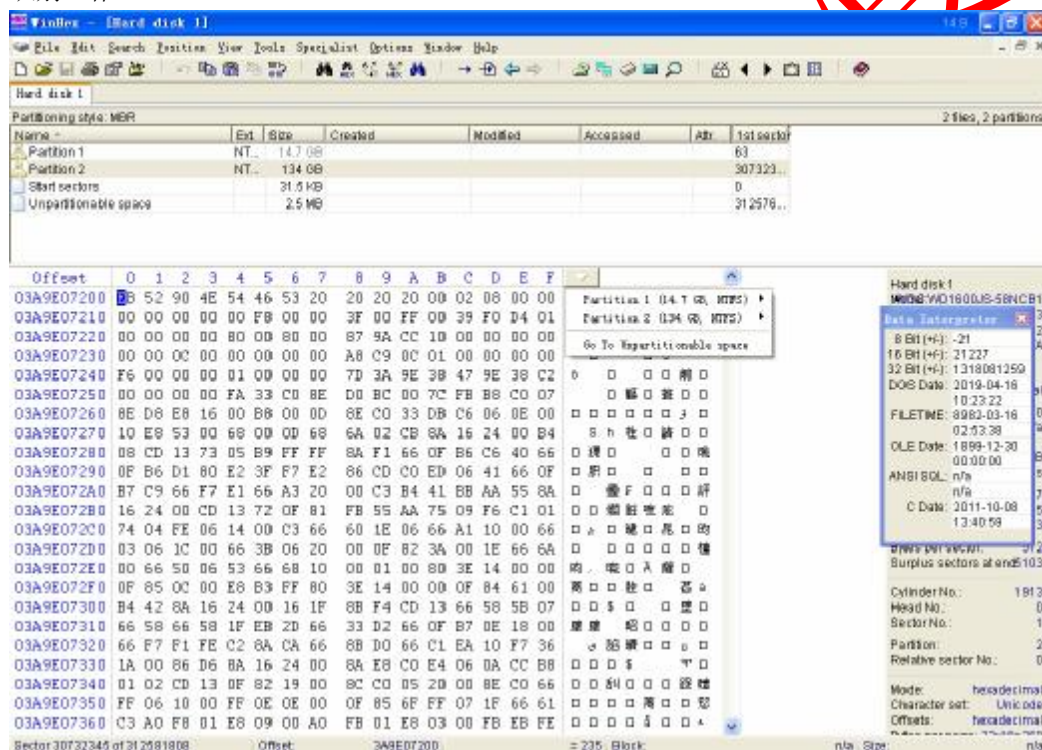 WinHex - [Hard disk 1]
File Edit Search Position View Tools Specialist Options Window Help
Hard disk 1
Partitioning style: MBR 2 files, 2 partitions
Name Ext. Size Created Modified Accessed Attr. 1st sector
Partition 1 NT... 14.7 GB 63
Partition 2 NT... 134 GB 307323...
Start sectors 31.5 KB 0
Unpartitionable space 2.5 MB 312576...
Offset 0 1 2 3 4 5 6 7 8 9 A B C D E F
03A9E07200 EB 52 90 4E 54 46 53 20 20 20 20 00 02 08 00 00
03A9E07210 00 00 00 00 00 F8 00 00 3F 00 FF 00 39 F0 D4 01
03A9E07220 00 00 00 00 80 00 80 00 87 9A CC 10 00 00 00 00
03A9E07230 00 00 0C 00 00 00 00 00 A8 C9 0C 01 00 00 00 00
03A9E07240 F6 00 00 00 01 00 00 00 7D 3A 9E 38 47 9E 38 C2
03A9E07250 00 00 00 00 FA 33 C0 8E D0 BC 00 7C FB B8 C0 07
03A9E07260 8E D8 E8 16 00 B8 00 0D 8E C0 33 DB C6 06 0E 00
03A9E07270 10 E8 53 00 68 00 0D 68 6A 02 CB 8A 16 24 00 B4
03A9E07280 08 CD 13 73 05 B9 FF FF 8A F1 66 0F B6 C6 40 66
03A9E07290 0F B6 D1 80 E2 3F F7 E2 86 CD C0 ED 06 41 66 0F
03A9E072A0 B7 C9 66 F7 E1 66 A3 20 00 C3 B4 41 BB AA 55 8A
03A9E072B0 16 24 00 CD 13 72 0F 81 FB 55 AA 75 09 F6 C1 01
03A9E072C0 74 04 FE 06 14 00 C3 66 60 1E 06 66 A1 10 00 66
03A9E072D0 03 06 1C 00 66 3B 06 20 00 0F 82 3A 00 1E 66 6A
03A9E072E0 00 66 50 06 53 66 68 10 00 01 00 80 3E 14 00 00
03A9E072F0 0F 85 0C 00 E8 B3 FF 80 3E 14 00 00 0F 84 61 00
03A9E07300 B4 42 8A 16 24 00 16 1F 8B F4 CD 13 66 58 5B 07
03A9E07310 66 58 66 58 1F EB 2D 66 33 D2 66 0F B7 0E 18 00
03A9E07320 66 F7 F1 FE C2 8A CA 66 8B D0 66 C1 EA 10 F7 36
03A9E07330 1A 00 86 D6 8A 16 24 00 8A E8 C0 E4 06 0A CC B8
03A9E07340 01 02 CD 13 0F 82 19 00 8C C0 05 20 00 8E C0 66
03A9E07350 FF 06 10 00 FF 0E 0E 00 0F 85 6F FF 07 1F 66 61
03A9E07360 C3 A0 F8 01 E8 09 00 A0 FB 01 E8 03 00 FB EB FE
Partition 1 (14.7 GB, NTFS)
Partition 2 (134 GB, NTFS)
Go To Unpartitionable space
Hard disk 1
Data Interpreter
8 Bit (+/-): -21
16 Bit (+/-): 21227
32 Bit (+/-): 1318081259
DOS Date: 2019-04-16
10:23:22
FILETIME: 8982-03-16
02:53:38
OLE Date: 1899-12-30
00:00:00
ANSI SQL: n/a
n/a
C Date: 2011-10-08
13:40:59
Cylinder No.: 1913
Head No.: 0
Sector No.: 1
Partition: 2
Relative sector No.: 0
Mode: hexadecimal
Character set: Unicode
Offsets: hexadecimal
Sector 30732345 of 312581808 Offset: 3A9E07200 = 235 Block: n/a Size: n/a